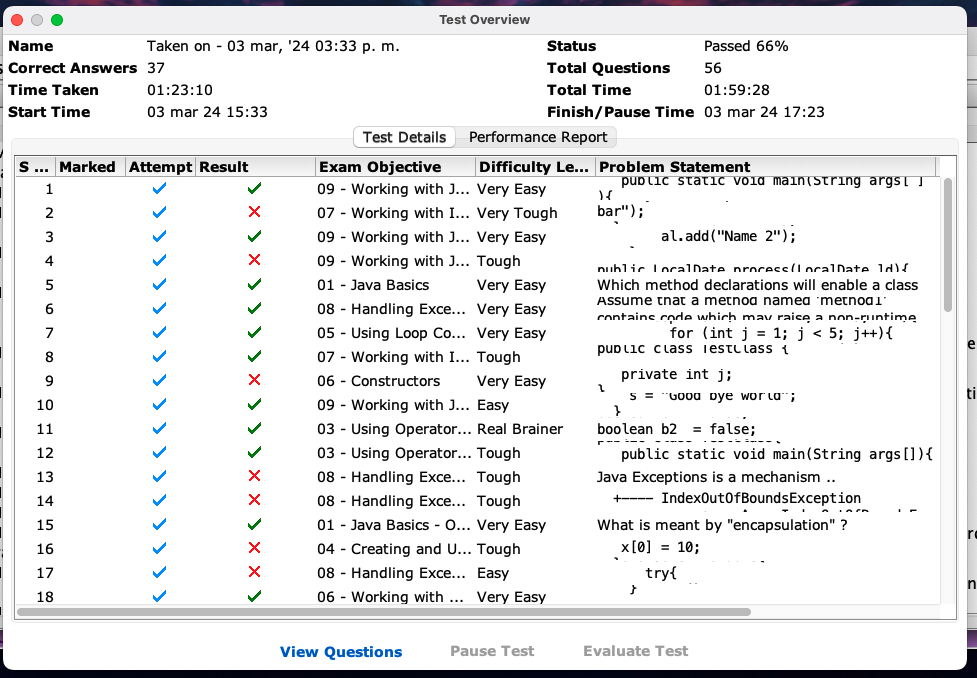 Test Overview
Name Taken on - 03 mar, '24 03:33 p. m. Status Passed 66%
Correct Answers 37 Total Questions 56
Time Taken 01:23:10 Total Time 01:59:28
Start Time 03 mar 24 15:33 Finish/Pause Time 03 mar 24 17:23
Test Details Performance Report
S ... Marked Attempt Result Exam Objective Difficulty Le... Problem Statement
1 09 - Working with J... Very Easy public static void main(String args[ ]
){
2 07 - Working with I... Very Tough bar");
3 09 - Working with J... Very Easy al.add("Name 2");
4 09 - Working with J... Tough public LocalDate process(LocalDate ld){
5 01 - Java Basics Very Easy Which method declarations will enable a class
6 08 - Handling Exce... Very Easy Assume that a method named 'method1'
contains code which may raise a non-runtime
7 05 - Using Loop Co... Very Easy for (int j = 1; j < 5; j++){
8 07 - Working with I... Tough public class TestClass {
9 06 - Constructors Very Easy private int j;
}
10 09 - Working with J... Easy s = "Good bye world";
}
11 03 - Using Operator... Real Brainer boolean b2 = false;
12 03 - Using Operator... Tough public class TestClass{
public static void main(String args[]){
13 08 - Handling Exce... Tough Java Exceptions is a mechanism ..
14 08 - Handling Exce... Tough +---- IndexOutOfBoundsException
15 01 - Java Basics - O... Very Easy What is meant by "encapsulation" ?
16 04 - Creating and U... Tough x[0] = 10;
17 08 - Handling Exce... Easy try{
18 06 - Working with ... Very Easy }
View Questions Pause Test Evaluate Test